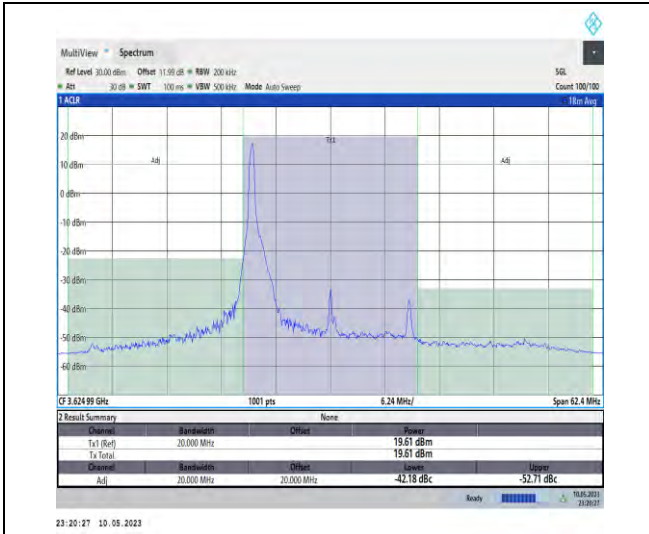 MultiView Spectrum
Ref Level 30.00 dBm Offset 11.99 dB RBW 200 kHz SGL
Att 30 dB SWT 100 ms VBW 500 kHz Mode Auto Sweep Count 100/100
1 ACLR 1Rm Avg
Tx1
20 dBm
Adj Adj
10 dBm
0 dBm
-10 dBm
-20 dBm
-30 dBm
-40 dBm
-50 dBm
-60 dBm
CF 3.624 99 GHz 1001 pts 6.24 MHz/ Span 62.4 MHz
2 Result Summary None
Channel Bandwidth Offset Power
Tx1 (Ref) 20.000 MHz 19.61 dBm
Tx Total 19.61 dBm
Channel Bandwidth Offset Lower Upper
Adj 20.000 MHz 20.000 MHz -42.18 dBc -52.71 dBc
Ready 10.05.2023
23:20:27
23:20:27 10.05.2023